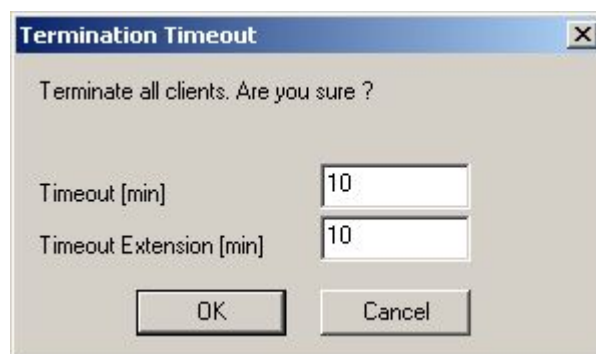 Termination Timeout
Terminate all clients. Are you sure ?
Timeout [min] 10
Timeout Extension [min] 10
OK Cancel